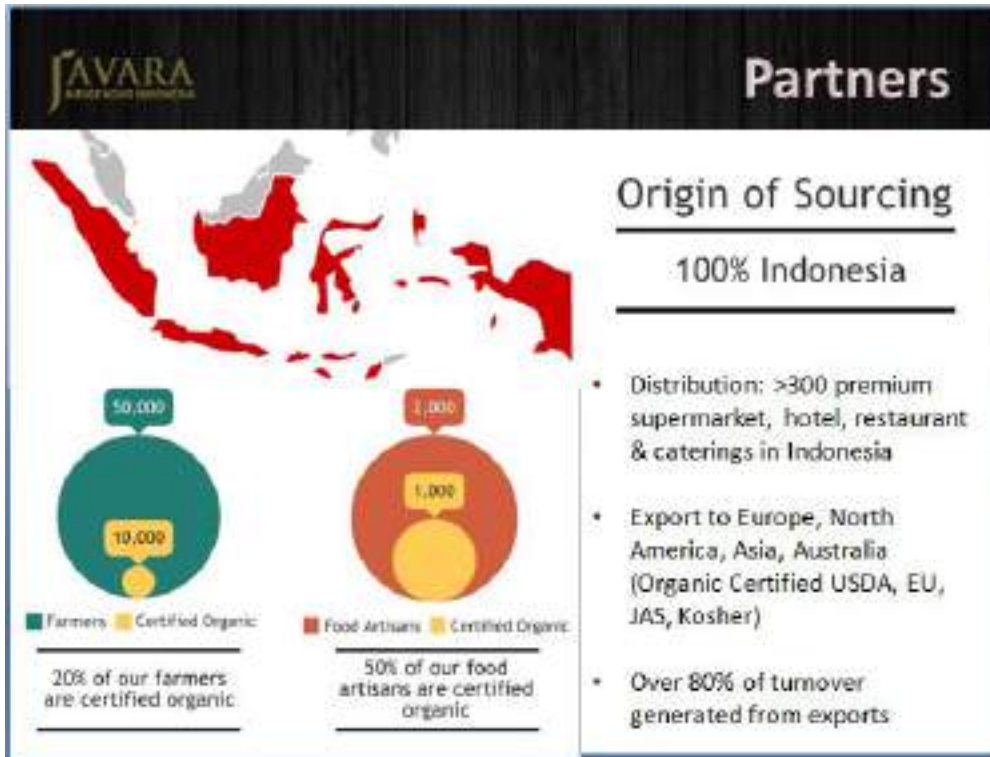 JAVARA
INDIGENOUS INDONESIA
Partners
Origin of Sourcing
100% Indonesia
50,000
10,000
Farmers Certified Organic
20% of our farmers
are certified organic
2,000
1,000
Food Artisans Certified Organic
50% of our food
artisans are certified
organic
• Distribution: >300 premium
supermarket, hotel, restaurant
& caterings in Indonesia
• Export to Europe, North
America, Asia, Australia
(Organic Certified USDA, EU,
JAS, Kosher)
• Over 80% of turnover
generated from exports